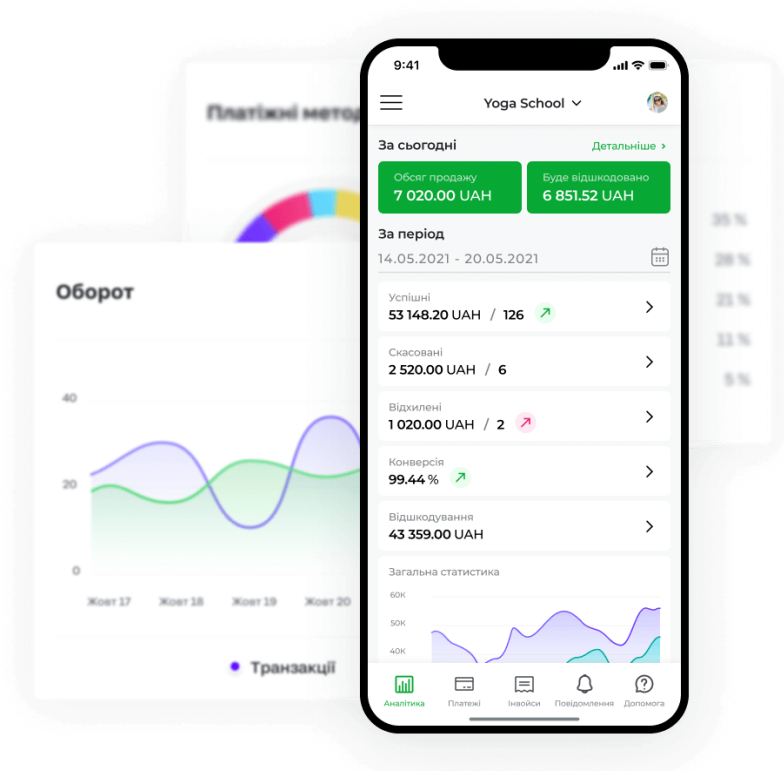 Платіжні мето
35 %
28 %
21 %
11 %
5 %
Оборот
40
20
0
Жовт 17 Жовт 18 Жовт 19 Жовт 20
Транзакції
9:41
Yoga School
За сьогодні Детальніше
Обсяг продажу Буде відшкодовано
7 020.00 UAH 6 851.52 UAH
За період
14.05.2021 - 20.05.2021
Успішні
53 148.20 UAH / 126
Скасовані
2 520.00 UAH / 6
Відхилені
1 020.00 UAH / 2
Конверсія
99.44 %
Відшкодування
43 359.00 UAH
Загальна статистика
60K
50K
40K
Аналітика Платежі Інвойси Повідомлення Допомога